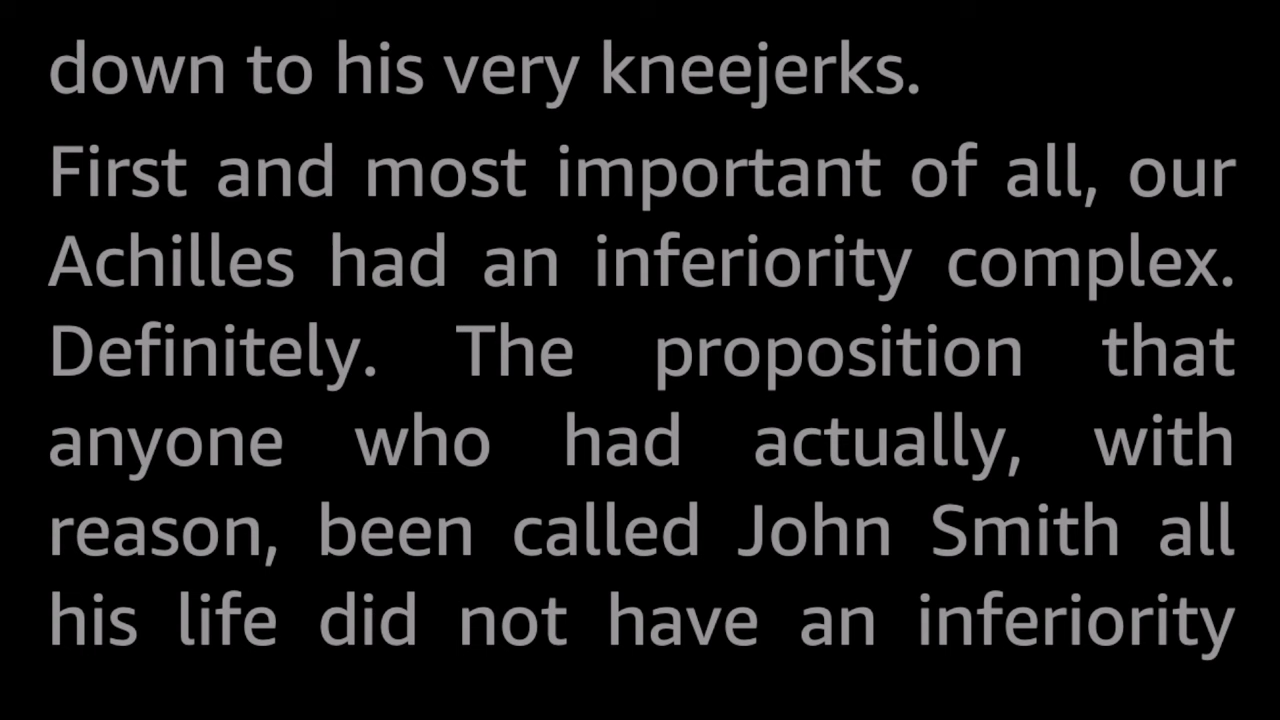 down to his very kneejerks.
First and most important of all, our
Achilles had an inferiority complex.
Definitely. The proposition that
anyone who had actually, with
reason, been called John Smith all
his life did not have an inferiority